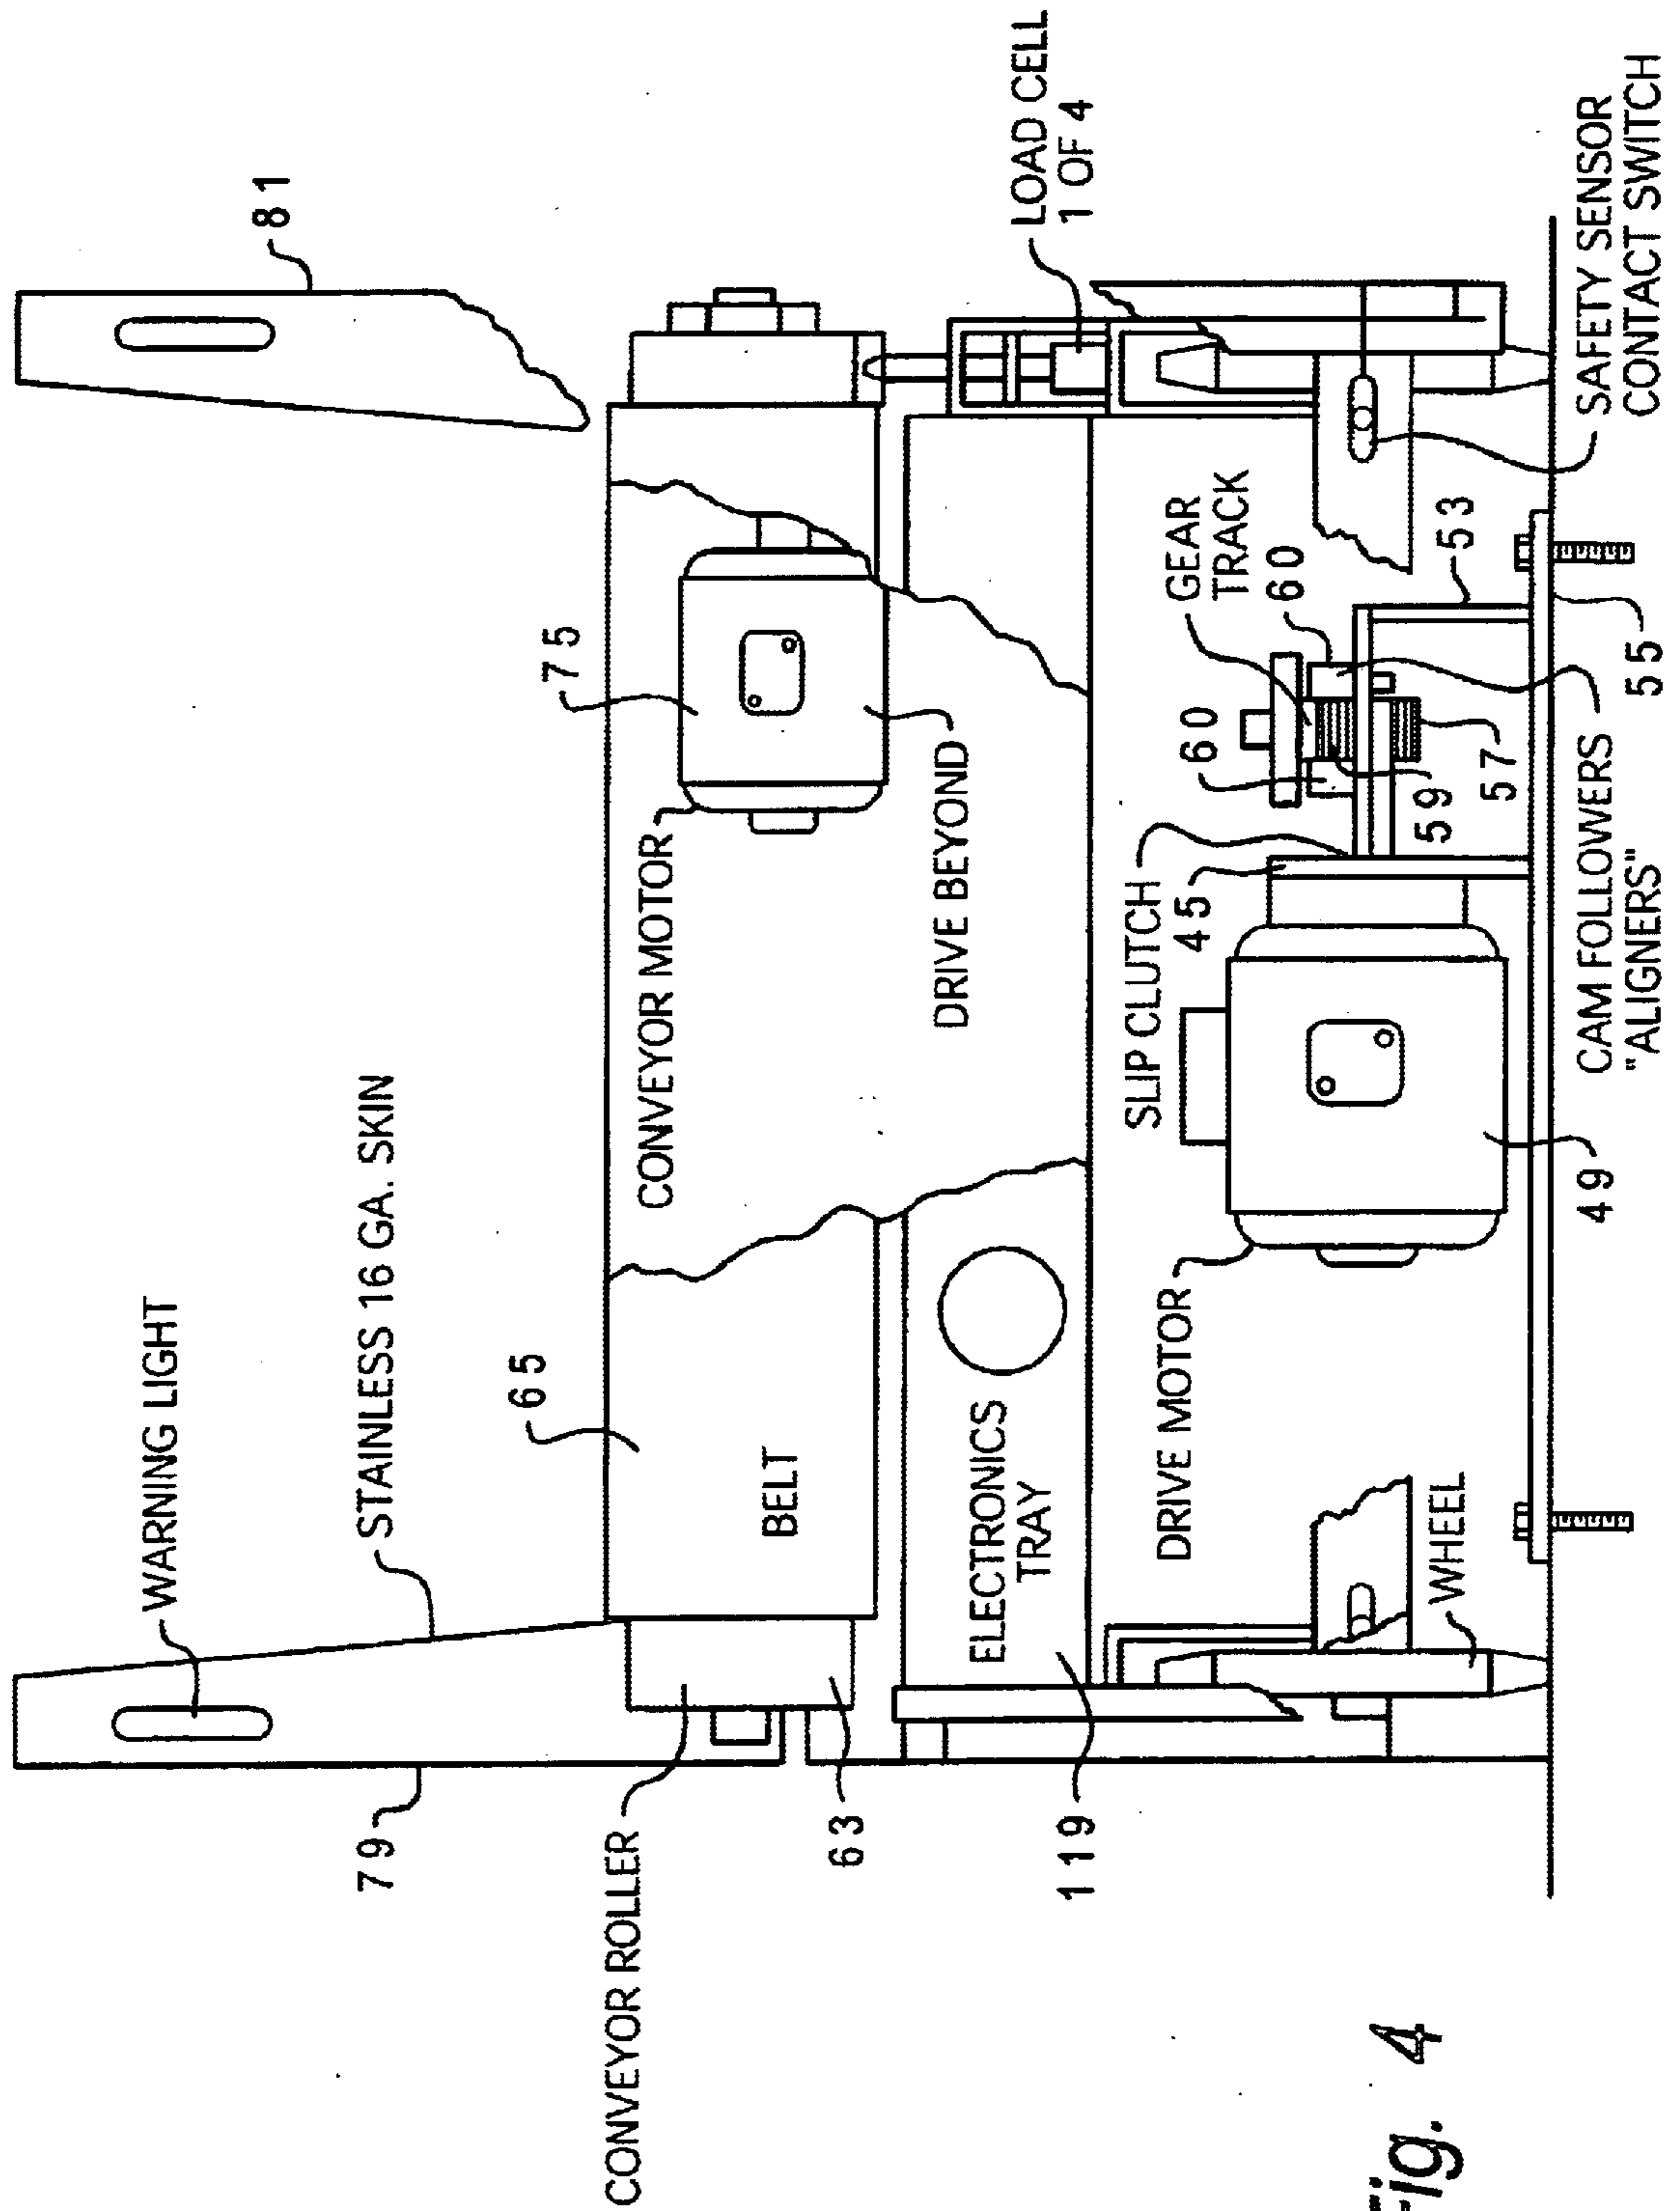 WARNING LIGHT
STAINLESS 16 GA. SKIN
79
81
65
75
CONVEYOR ROLLER
63
BELT
CONVEYOR MOTOR
DRIVE BEYOND
LOAD CELL
1 OF 4
119
ELECTRONICS
TRAY
DRIVE MOTOR
WHEEL
SLIP CLUTCH
45
60
59
57
GEAR
TRACK
60
53
49
CAM FOLLOWERS
"ALIGNERS"
55
SAFETY SENSOR
CONTACT SWITCH
Fig. 4